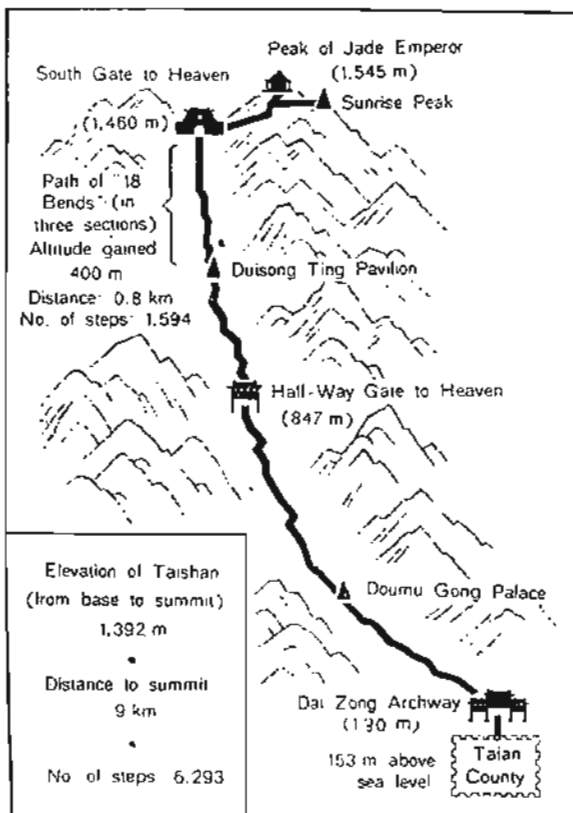 Peak of Jade Emperor
(1.545 m)
South Gate to Heaven
Sunrise Peak
(1,460 m)
Path of "18
Bends" (in
three sections)
Altitude gained
400 m
Duisong Ting Pavilion
Distance: 0.8 km
No. of steps: 1.594
Half-Way Gate to Heaven
(847 m)
Elevation of Taishan
(from base to summit)
1,392 m
Distance to summit
9 km
No of steps 6.293
Doumu Gong Palace
Dai Zong Archway
153 m above
sea level
Taian
County